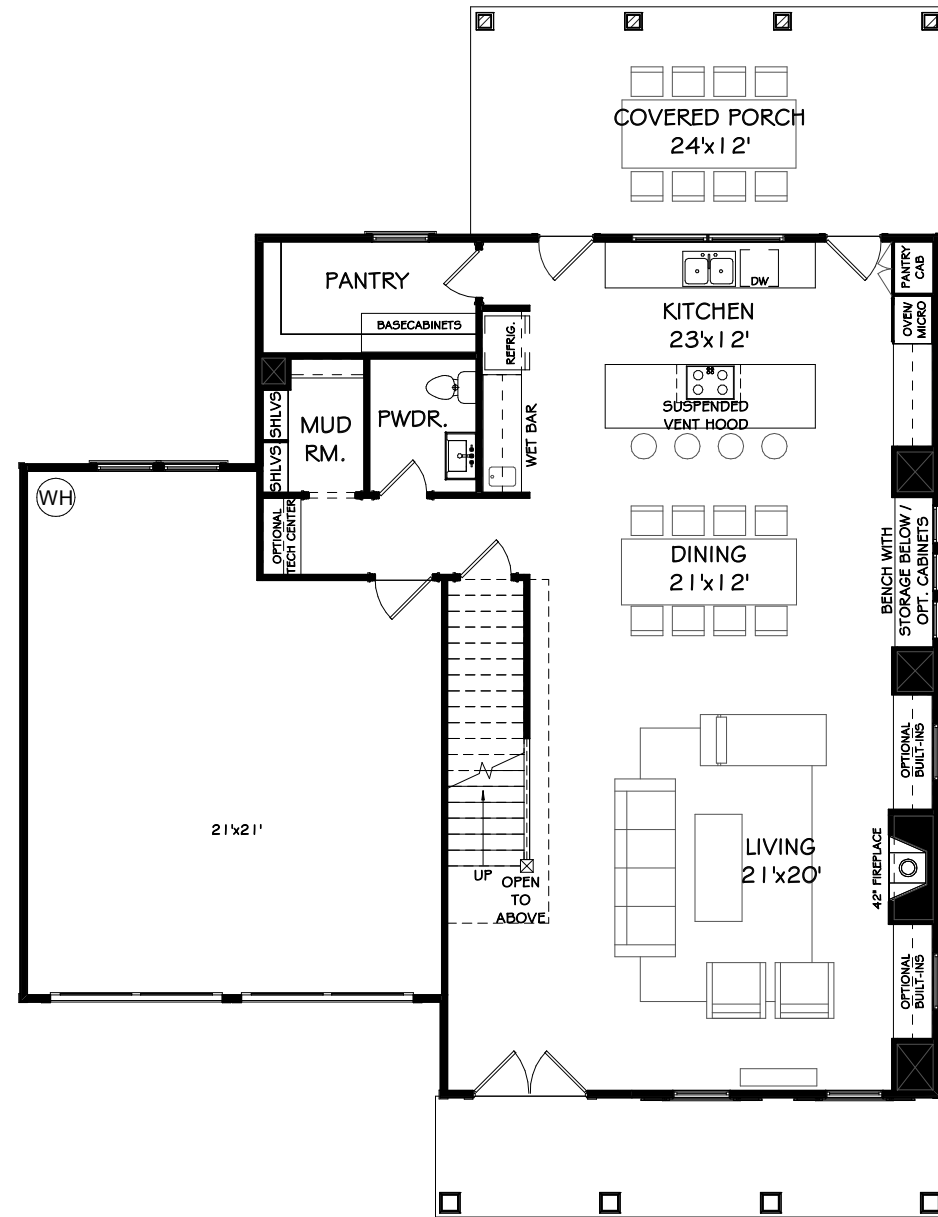 COVERED PORCH
24'x12'
PANTRY
BASECABINETS
REFRIG.
DW
KITCHEN
23'x12'
PANTRY
CAB
OVEN/
MICRO
SUSPENDED
VENT HOOD
WET BAR
SHLVS
SHLVS
MUD
RM.
PWDR.
WH
OPTIONAL
TECH CENTER
DINING
21'x12'
BENCH WITH
STORAGE BELOW /
OPT. CABINETS
OPTIONAL
BUILT-INS
21'x21'
UP
OPEN
TO
ABOVE
LIVING
21'x20'
42" FIREPLACE
OPTIONAL
BUILT-INS